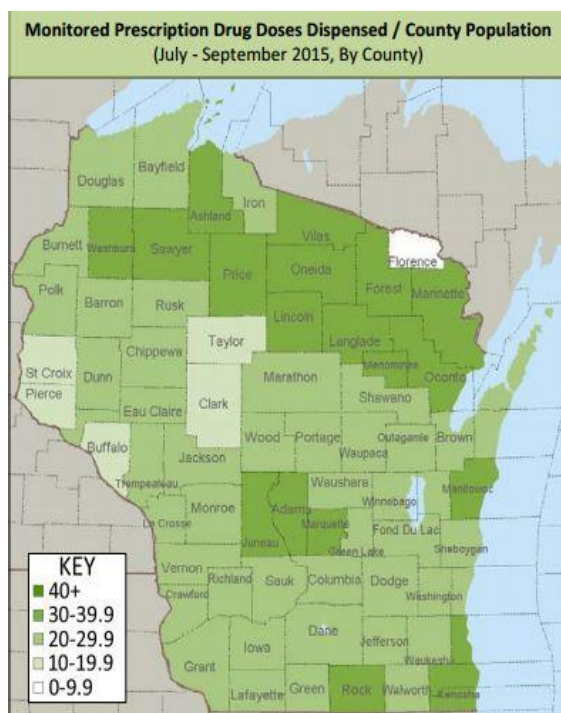 Monitored Prescription Drug Doses Dispensed / County Population
(July - September 2015, By County)
Douglas
Bayfield
Ashland
Iron
Vilas
Florence
Burnett
Washburn
Sawyer
Price
Oneida
Forest
Marinette
Polk
Barron
Rusk
Lincoln
Langlade
Taylor
Chippewa
Menominee
Oconto
St Croix
Dunn
Marathon
Pierce
Eau Claire
Clark
Shawano
Buffalo
Jackson
Wood
Portage
Waupaca
Outagamie
Brown
Trempealeau
Waushara
Winnebago
Manitowoc
Monroe
Adams
La Crosse
Juneau
Marquette
Green Lake
Fond Du Lac
Sheboygan
Vernon
Richland
Sauk
Columbia
Dodge
Crawford
Washington
Dane
Jefferson
Waukesha
Iowa
Grant
Lafayette
Green
Rock
Walworth
Kenosha
KEY
40+
30-39.9
20-29.9
10-19.9
0-9.9